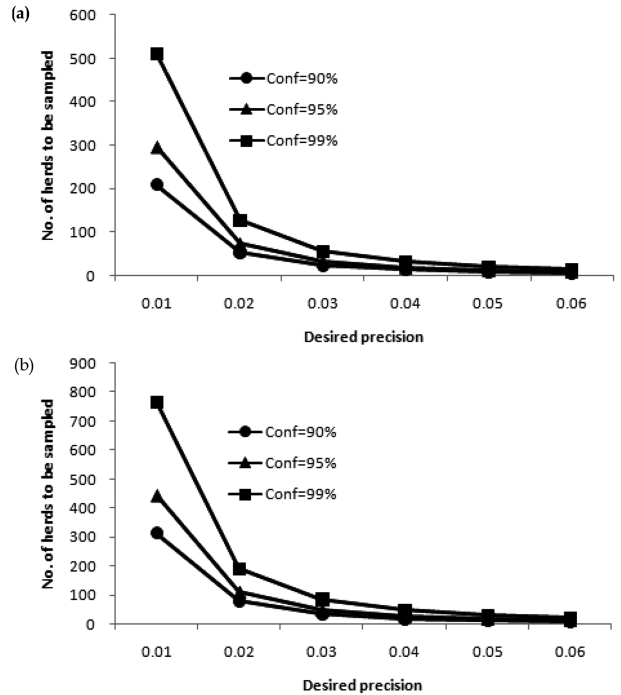 (a)
600
500
400
300
200
100
0
No. of herds to be sampled
Conf=90%
Conf=95%
Conf=99%
0.01 0.02 0.03 0.04 0.05 0.06
Desired precision
(b)
900
800
700
600
500
400
300
200
100
0
No. of herds to be sampled
Conf=90%
Conf=95%
Conf=99%
0.01 0.02 0.03 0.04 0.05 0.06
Desired precision